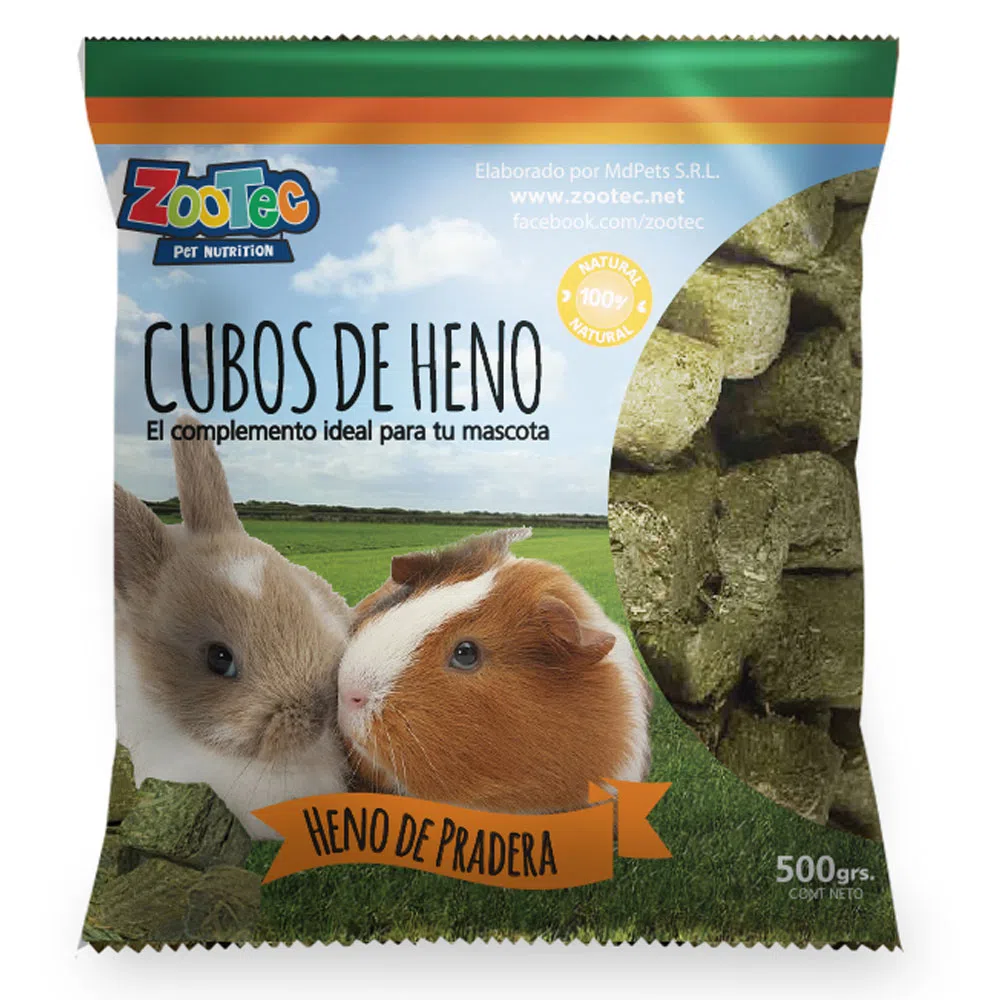 ZooTec
PET NUTRITION
Elaborado por MdPets S.R.L.
www.zootec.net
facebook.com/zootec
NATURAL
100%
NATURAL
CUBOS DE HENO
El complemento ideal para tu mascota
HENO DE PRADERA
500grs.
CONT NETO